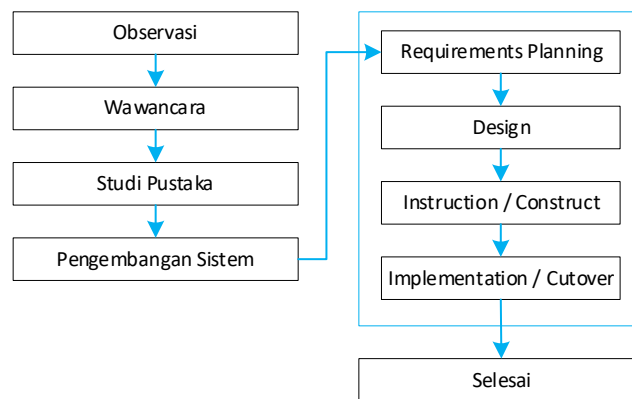 Observasi
Wawancara
Studi Pustaka
Pengembangan Sistem
Requirements Planning
Design
Instruction / Construct
Implementation / Cutover
Selesai